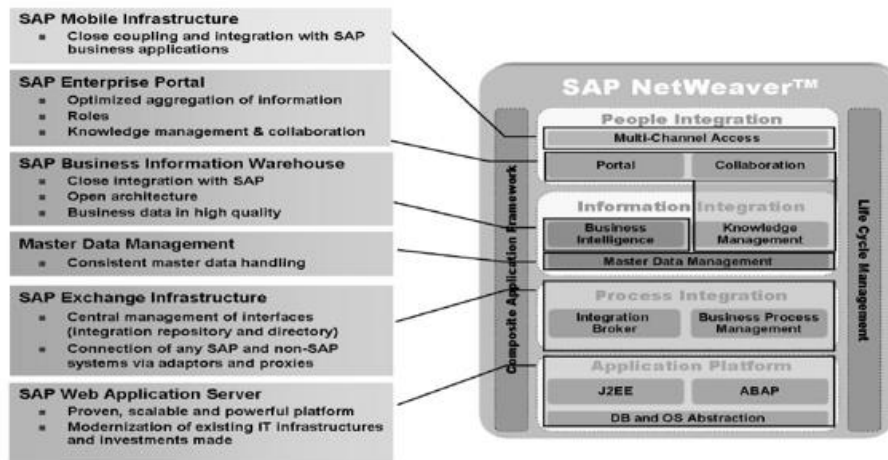 SAP Mobile Infrastructure
■ Close coupling and integration with SAP
business applications
SAP Enterprise Portal
■ Optimized aggregation of information
■ Roles
■ Knowledge management & collaboration
SAP Business Information Warehouse
■ Close integration with SAP
■ Open architecture
■ Business data in high quality
Master Data Management
■ Consistent master data handling
SAP Exchange Infrastructure
■ Central management of interfaces
(integration repository and directory)
■ Connection of any SAP and non-SAP
systems via adaptors and proxies
SAP Web Application Server
■ Proven, scalable and powerful platform
■ Modernization of existing IT infrastructures
and investments made
SAP NetWeaver™
Composite Application Framework
People Integration
Multi-Channel Access
Portal
Collaboration
Information Integration
Business
Intelligence
Knowledge
Management
Master Data Management
Process Integration
Integration
Broker
Business Process
Management
Application Platform
J2EE
ABAP
DB and OS Abstraction
Life Cycle Management